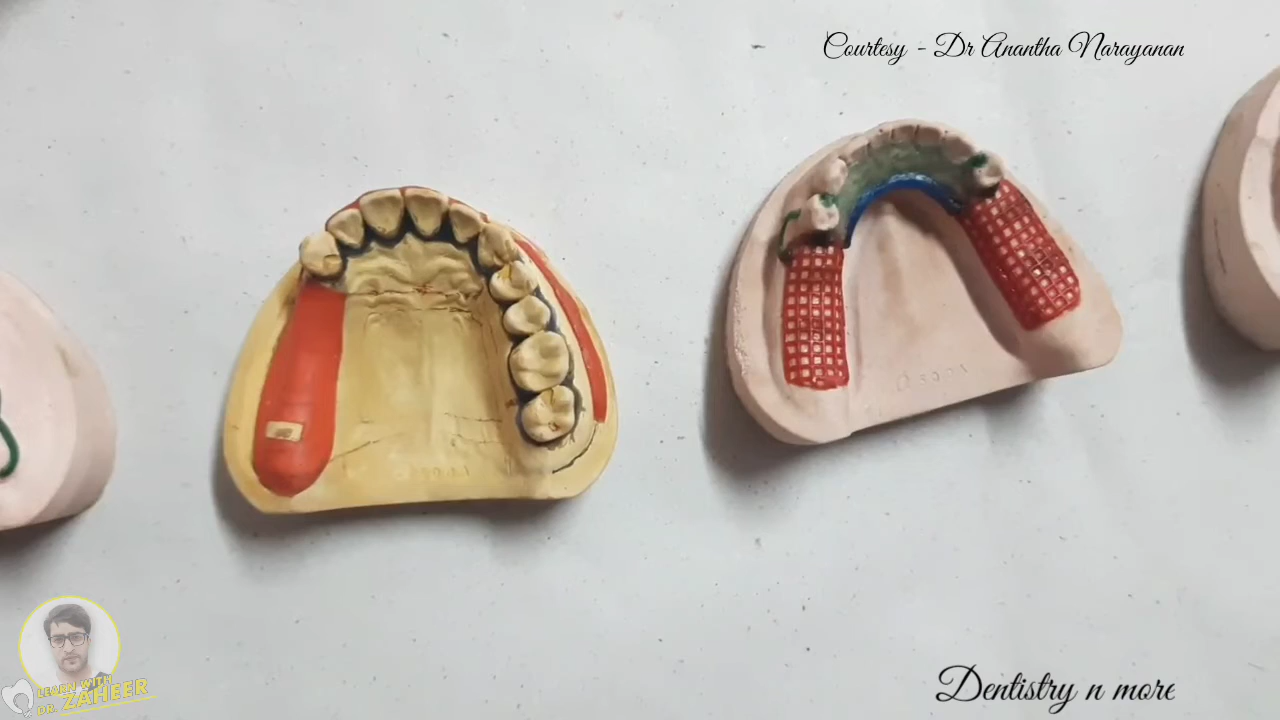 Courtesy - Dr Anantha Narayanan
Dentistry n more
LEARN WITH
DR. ZAHEER